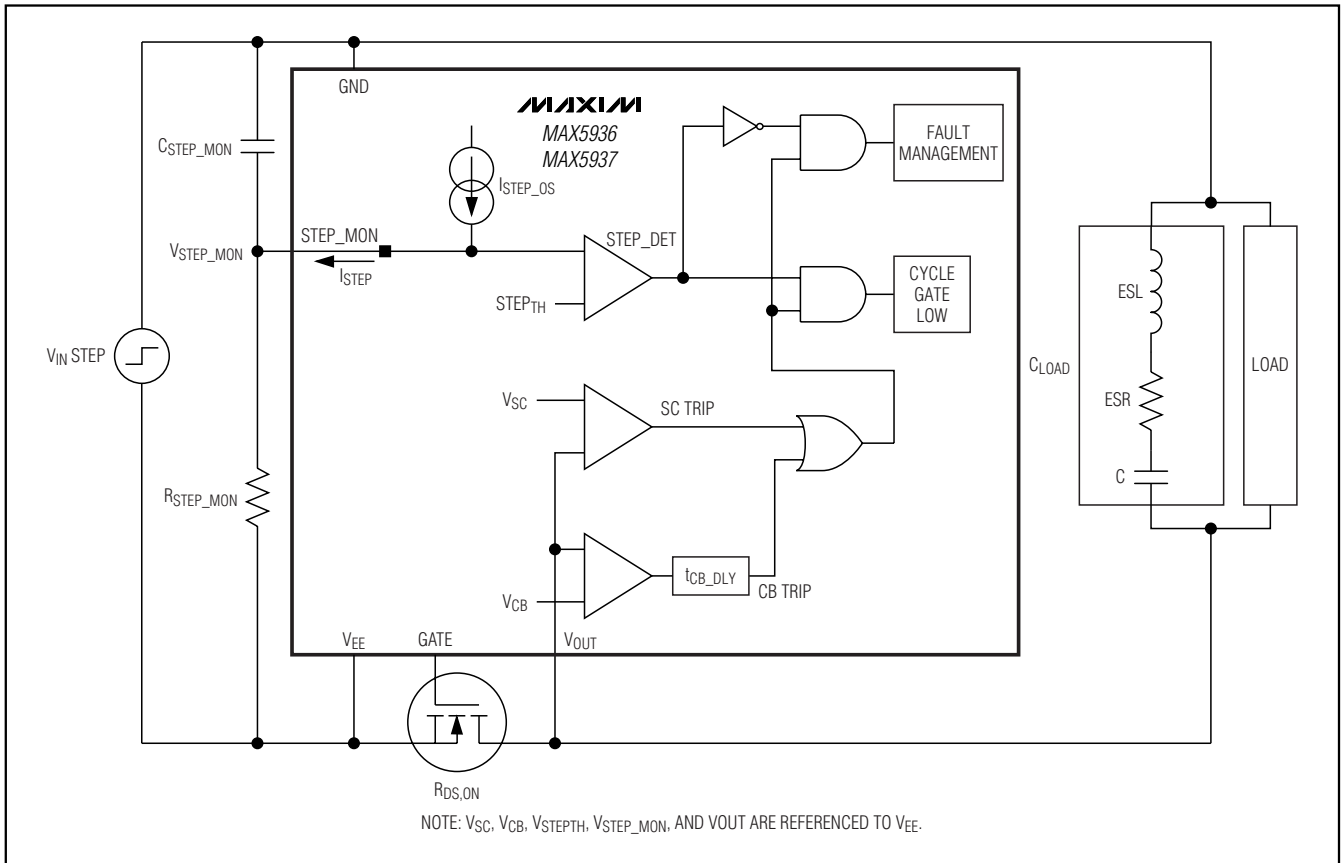 GND
MAXIM
MAX5936
MAX5937
FAULT
MANAGEMENT
CSTEP_MON
ISTEP_OS
STEP_MON
STEP_DET
VSTEP_MON
ISTEP
STEPTH
CYCLE
GATE
LOW
ESL
VIN STEP
CLOAD
LOAD
VSC
SC TRIP
ESR
C
RSTEP_MON
tCB_DLY
CB TRIP
VCB
VEE
GATE
VOUT
RDS,ON
NOTE: VSC, VCB, VSTEPTH, VSTEP_MON, AND VOUT ARE REFERENCED TO VEE.